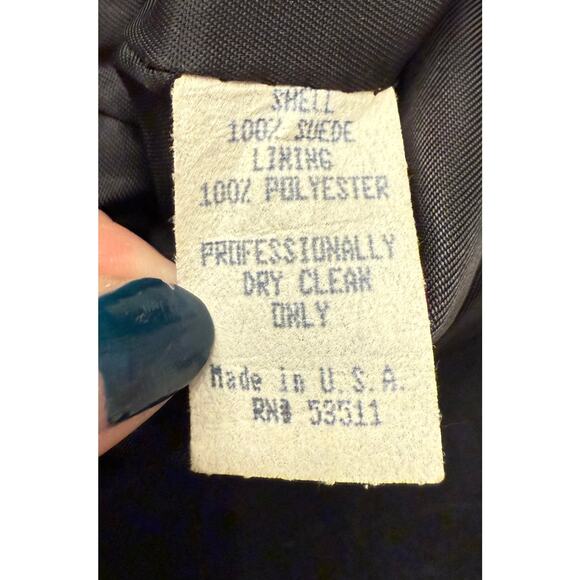 SHELL
100% SUEDE
LINING
100% POLYESTER
PROFESSIONALLY
DRY CLEAN
ONLY
Made in U.S.A.
RN# 53511